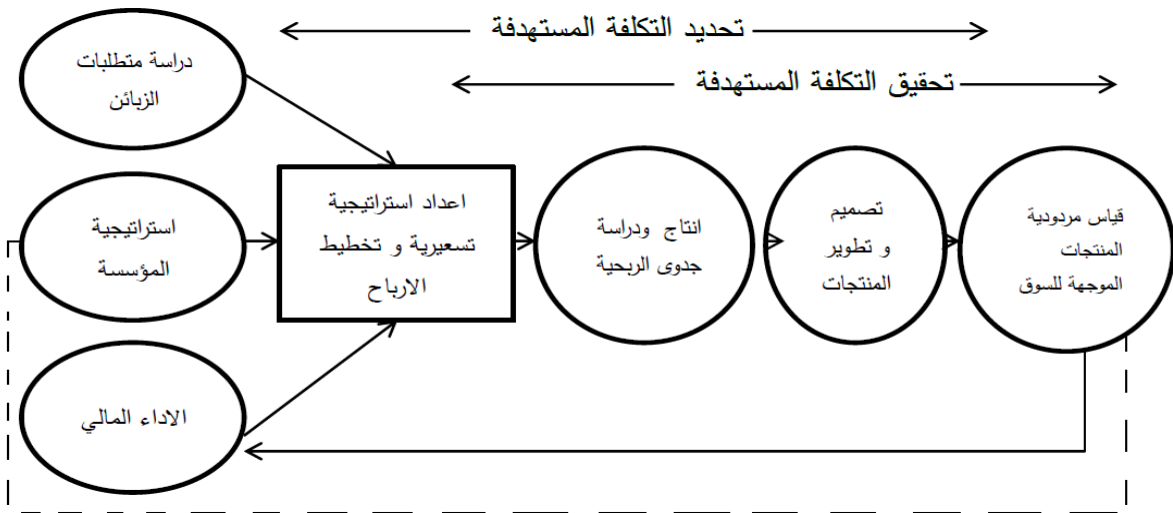 تحديد التكلفة المستهدفة
تحقيق التكلفة المستهدفة
دراسة متطلبات
الزبائن
استراتيجية
المؤسسة
الاداء المالي
اعداد استراتيجية
تسعيرية و تخطيط
الارباح
انتاج ودراسة
جدوى الربحية
تصميم
و تطوير
المنتجات
قياس مردودية
المنتجات
الموجهة للسوق